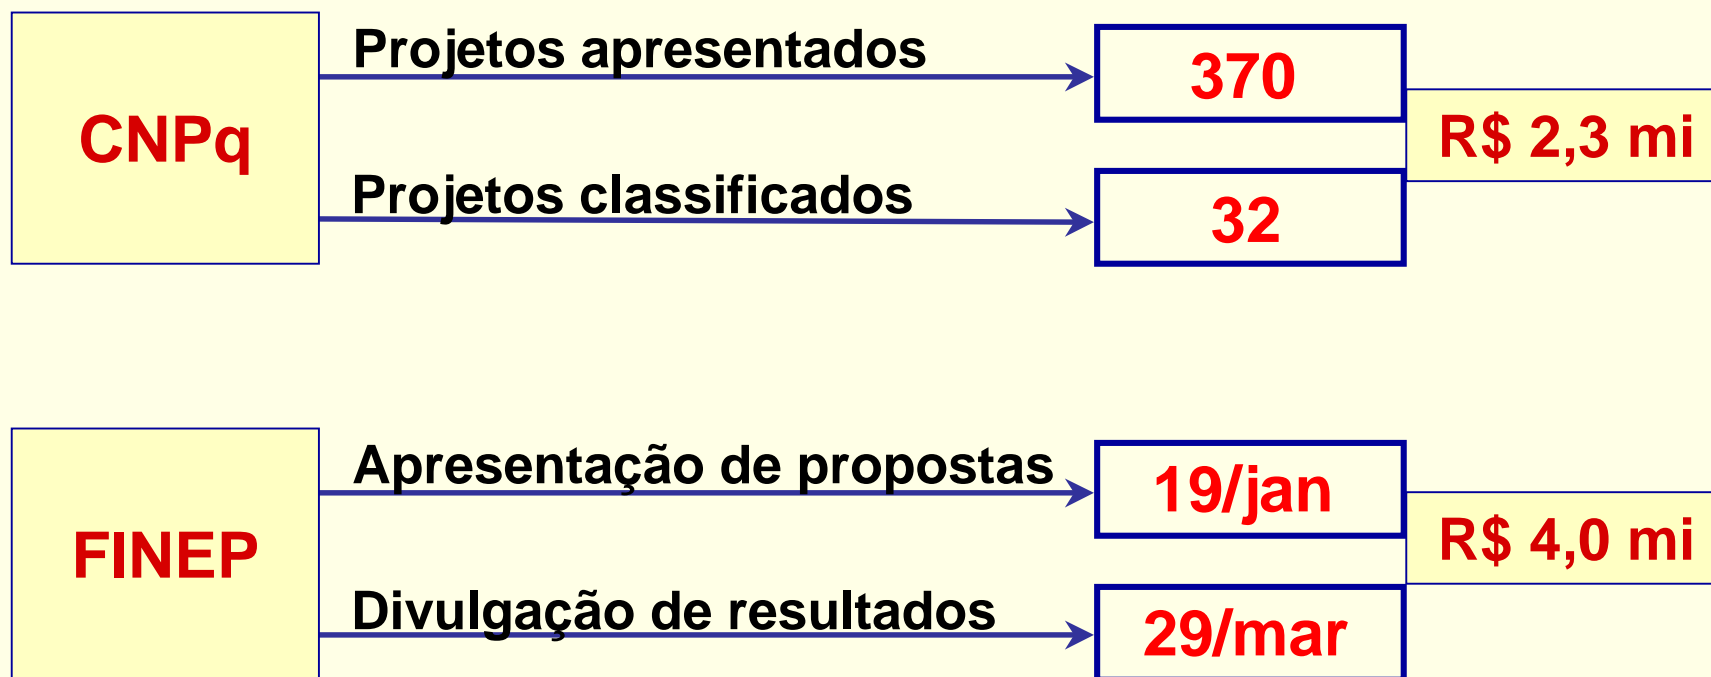 CNPq
Projetos apresentados
370
R$ 2,3 mi
Projetos classificados
32
FINEP
Apresentação de propostas
19/jan
R$ 4,0 mi
Divulgação de resultados
29/mar